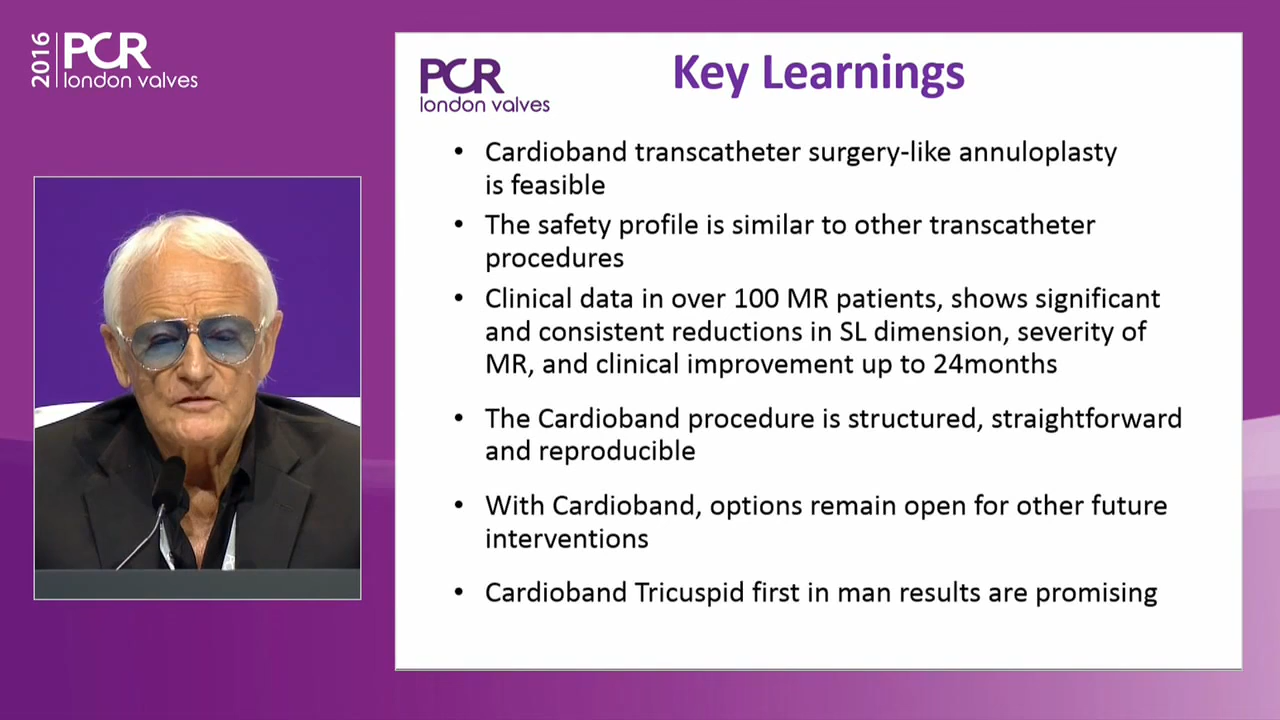 2016
PCR
london valves
PCR
london valves
Key Learnings
• Cardioband transcatheter surgery-like annuloplasty
is feasible
• The safety profile is similar to other transcatheter
procedures
• Clinical data in over 100 MR patients, shows significant
and consistent reductions in SL dimension, severity of
MR, and clinical improvement up to 24months
• The Cardioband procedure is structured, straightforward
and reproducible
• With Cardioband, options remain open for other future
interventions
• Cardioband Tricuspid first in man results are promising